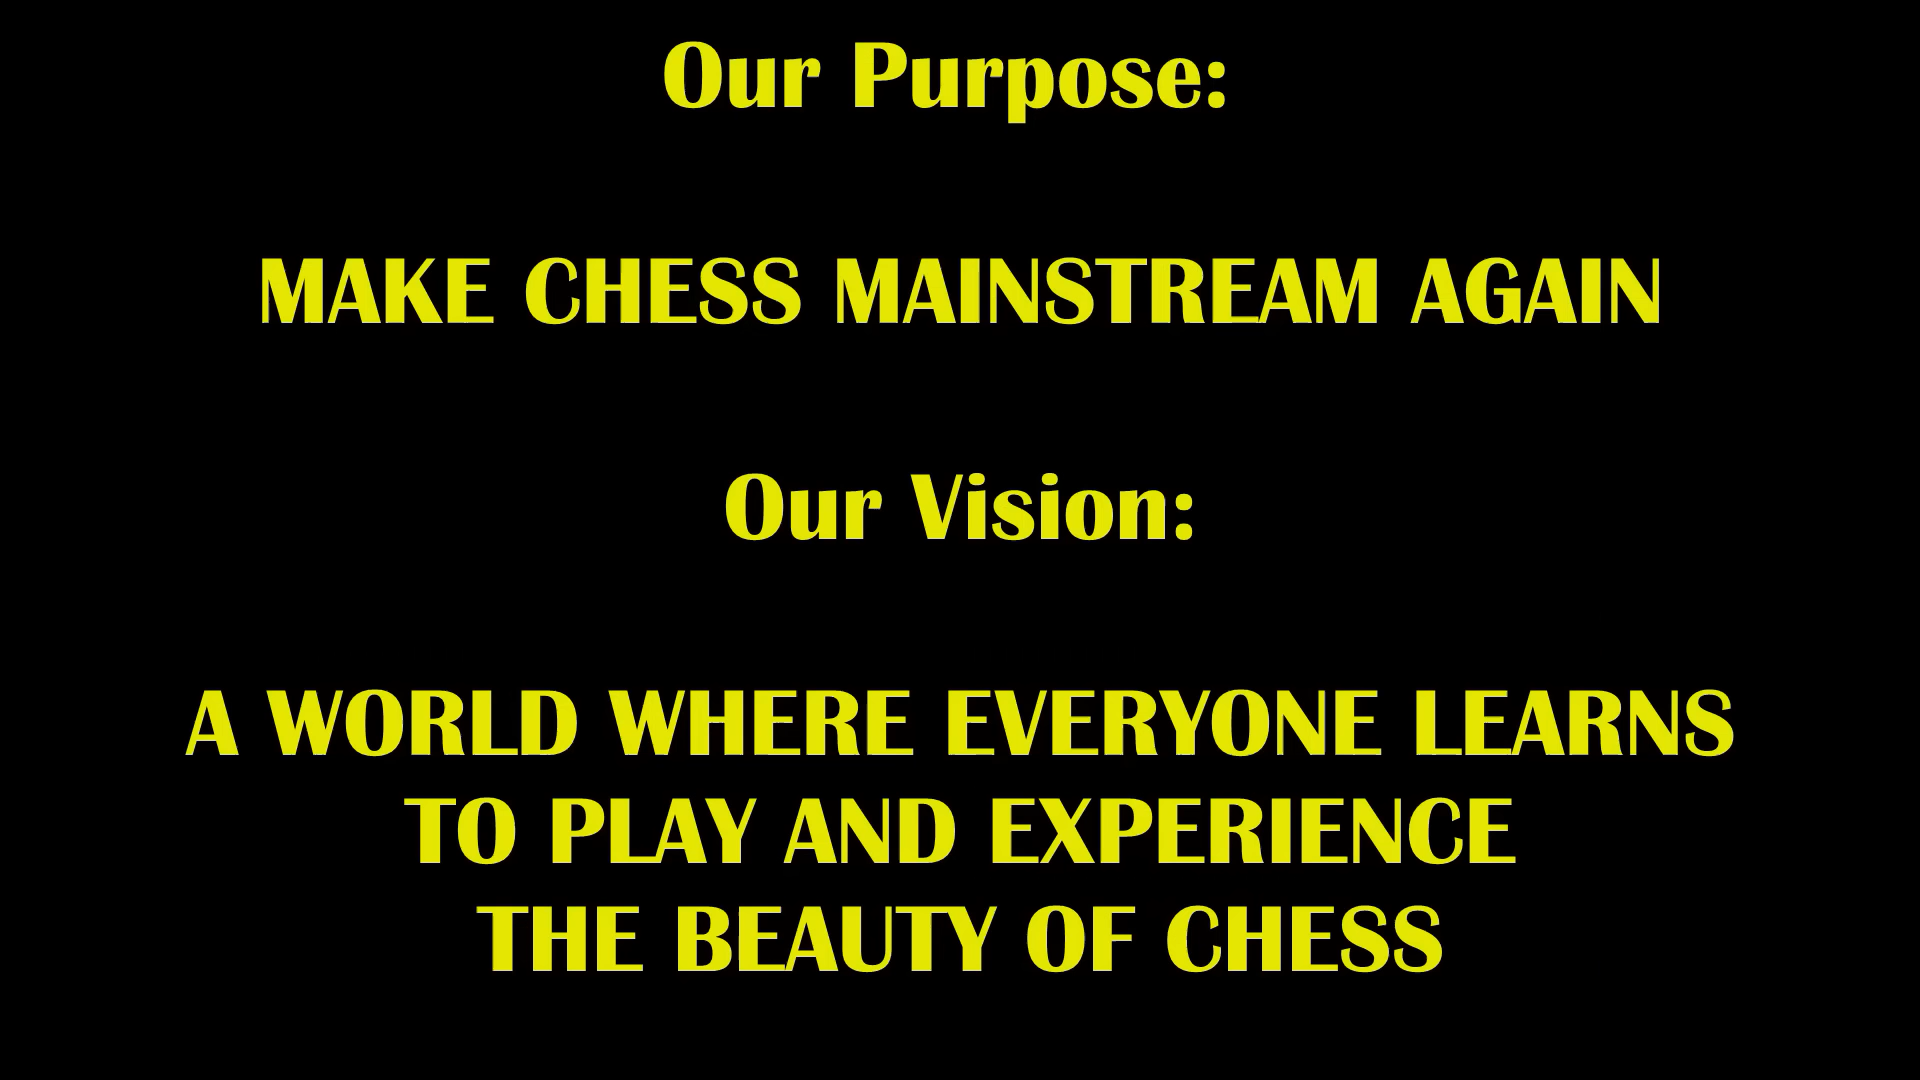 Our Purpose:
MAKE CHESS MAINSTREAM AGAIN
Our Vision:
A WORLD WHERE EVERYONE LEARNS
TO PLAY AND EXPERIENCE
THE BEAUTY OF CHESS